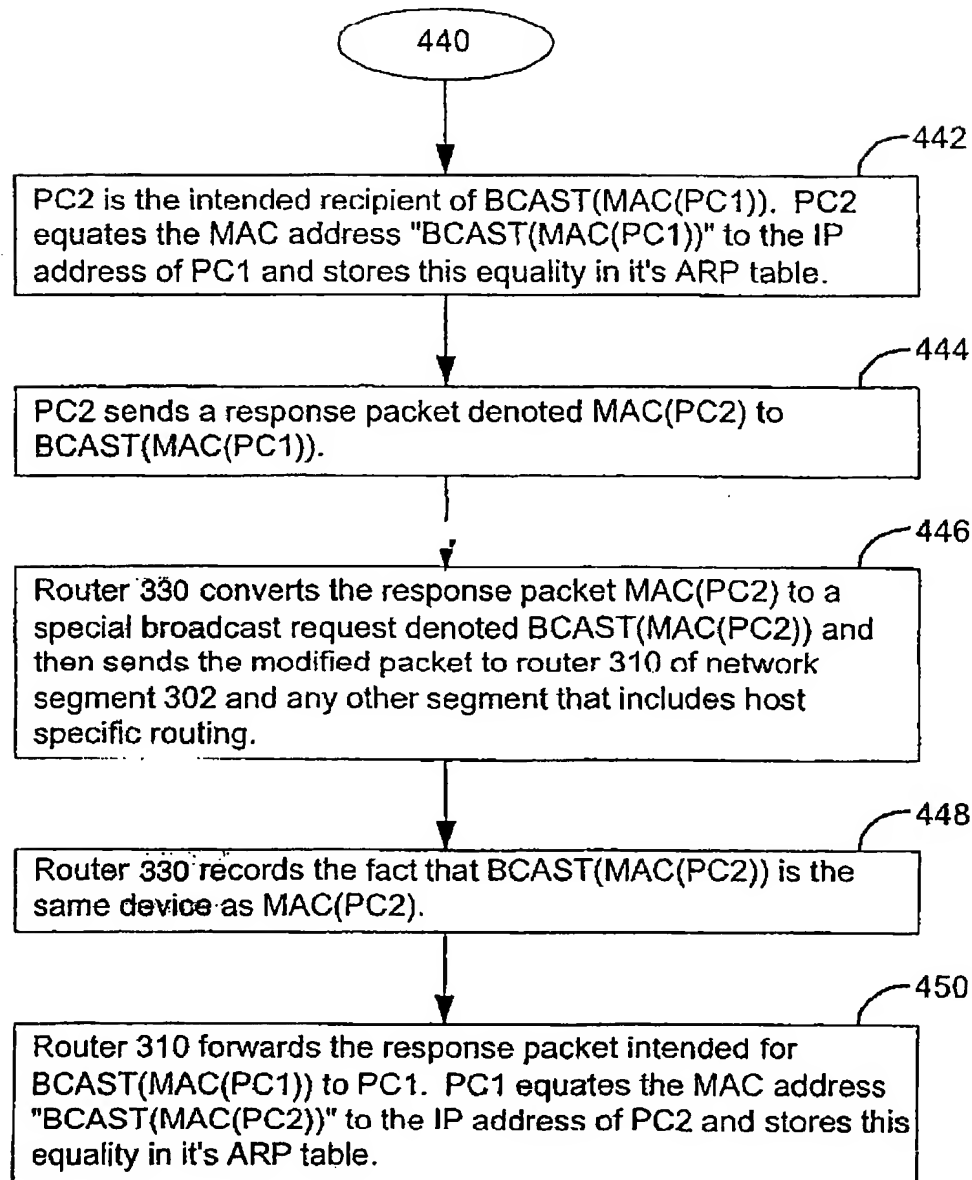 440
442
PC2 is the intended recipient of BCAST(MAC(PC1)). PC2
equates the MAC address "BCAST(MAC(PC1))" to the IP
address of PC1 and stores this equality in it's ARP table.
444
PC2 sends a response packet denoted MAC(PC2) to
BCAST(MAC(PC1)).
446
Router 330 converts the response packet MAC(PC2) to a
special broadcast request denoted BCAST(MAC(PC2)) and
then sends the modified packet to router 310 of network
segment 302 and any other segment that includes host
specific routing.
448
Router 330 records the fact that BCAST(MAC(PC2)) is the
same device as MAC(PC2).
450
Router 310 forwards the response packet intended for
BCAST(MAC(PC1)) to PC1. PC1 equates the MAC address
"BCAST(MAC(PC2))" to the IP address of PC2 and stores this
equality in it's ARP table.